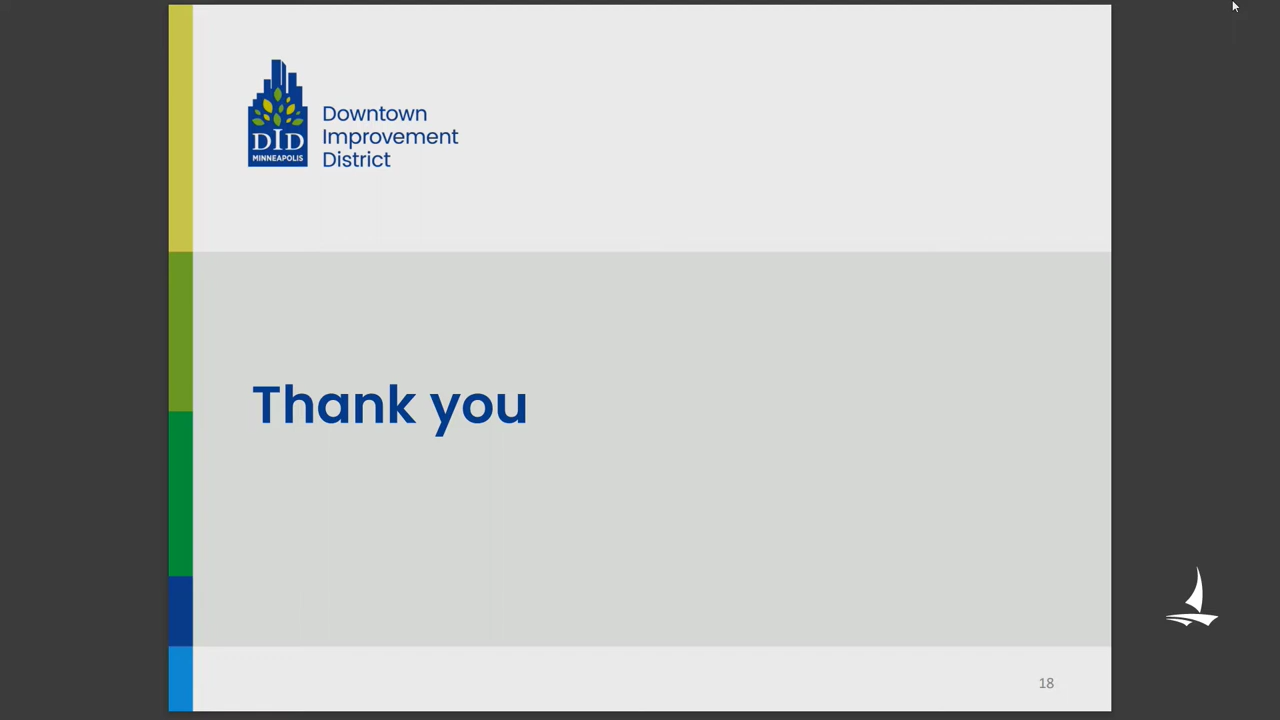 DID
MINNEAPOLIS
Downtown
Improvement
District
Thank you
18